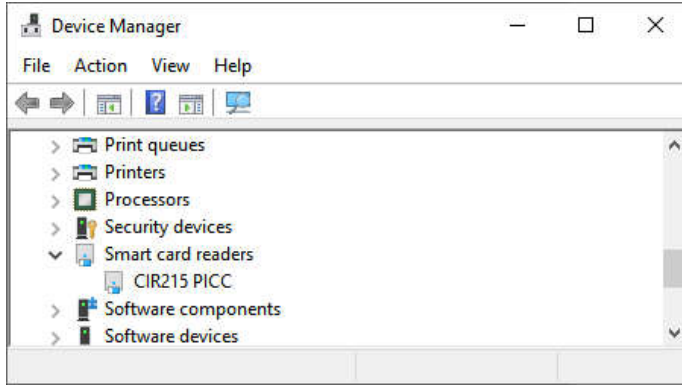 Device Manager
File Action View Help
Print queues
Printers
Processors
Security devices
Smart card readers
CIR215 PICC
Software components
Software devices